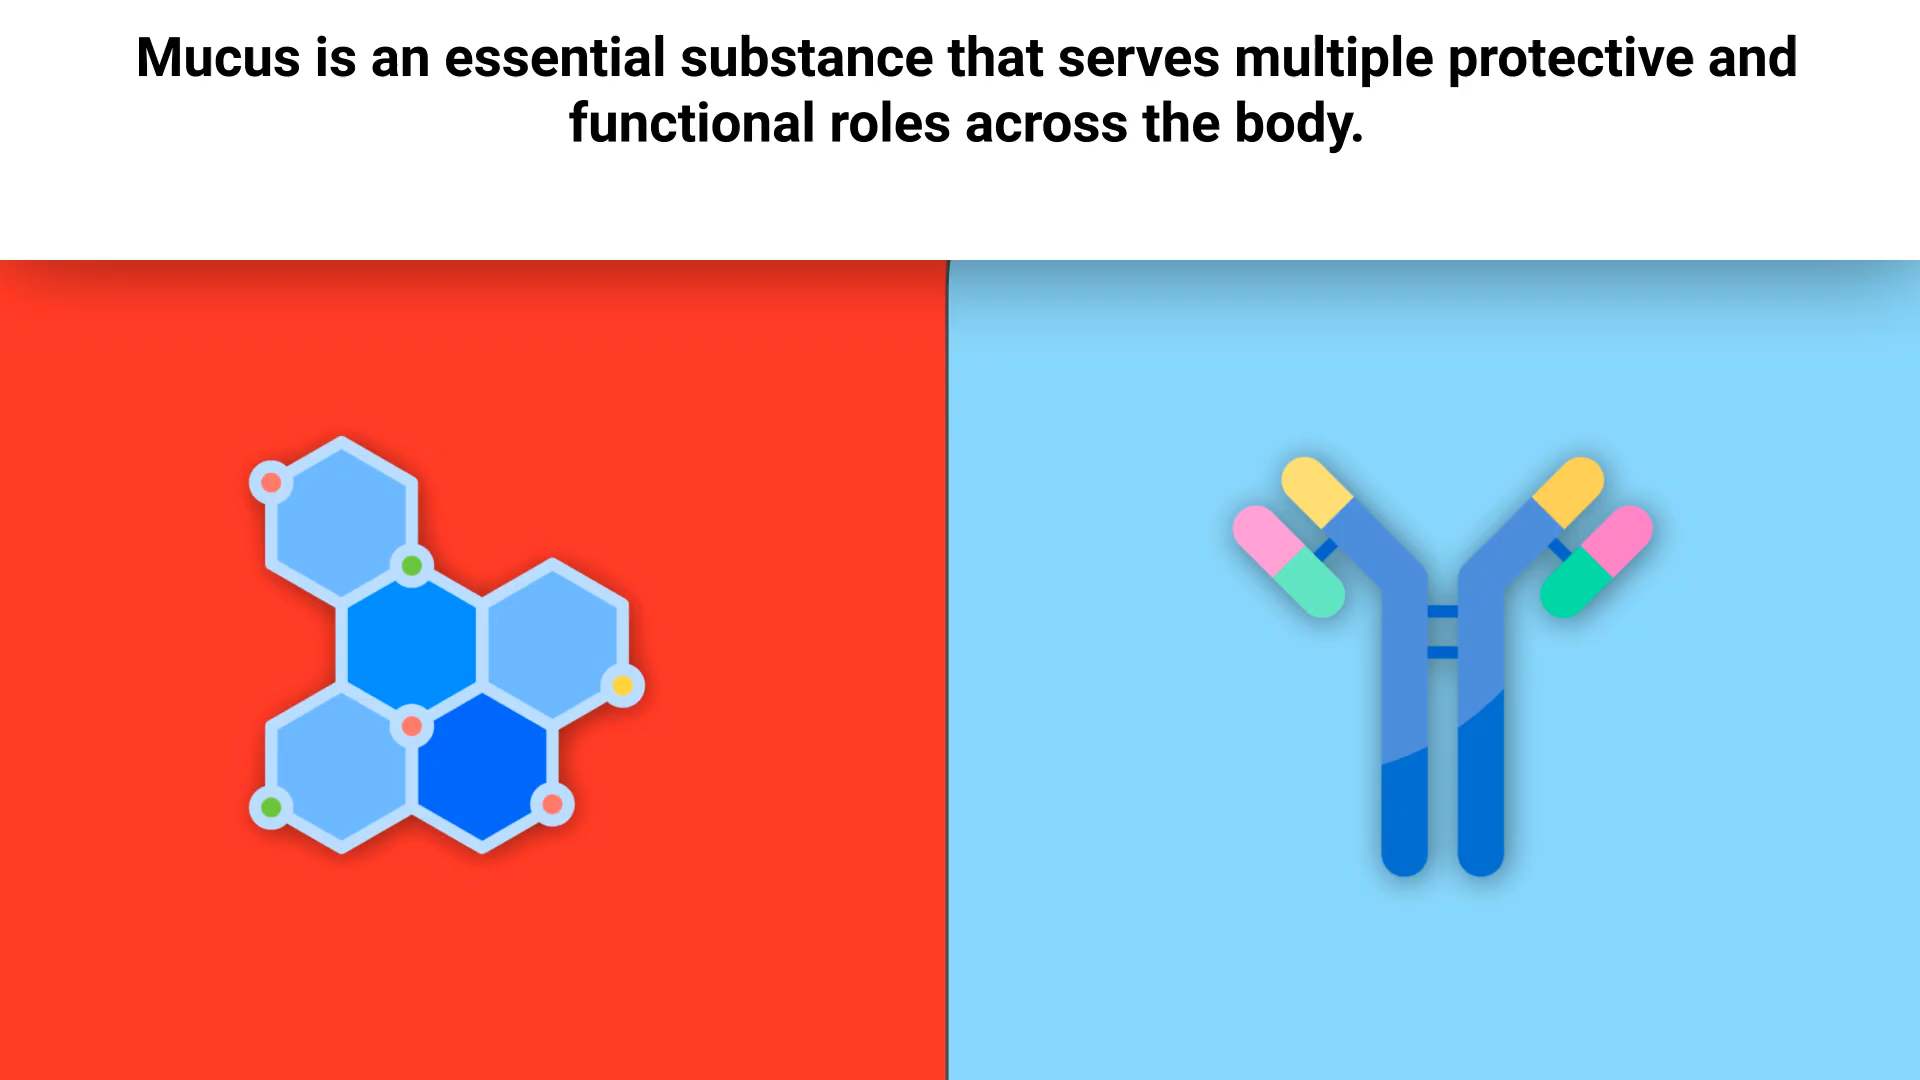 Mucus is an essential substance that serves multiple protective and
functional roles across the body.